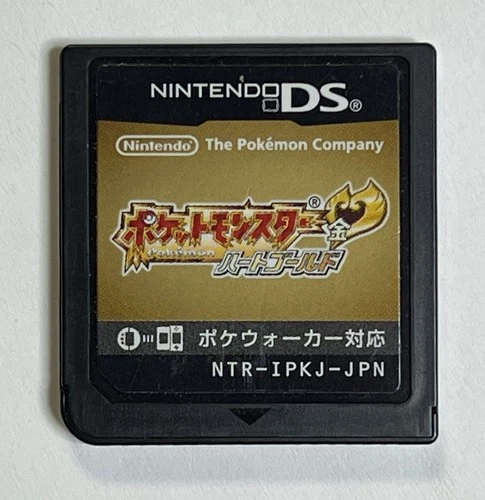 NINTENDO DS®
Nintendo® The Pokémon Company
ポケットモンスター®
Pokémon
金
ハートゴールド
ポケウォーカー対応
NTR-IPKJ-JPN